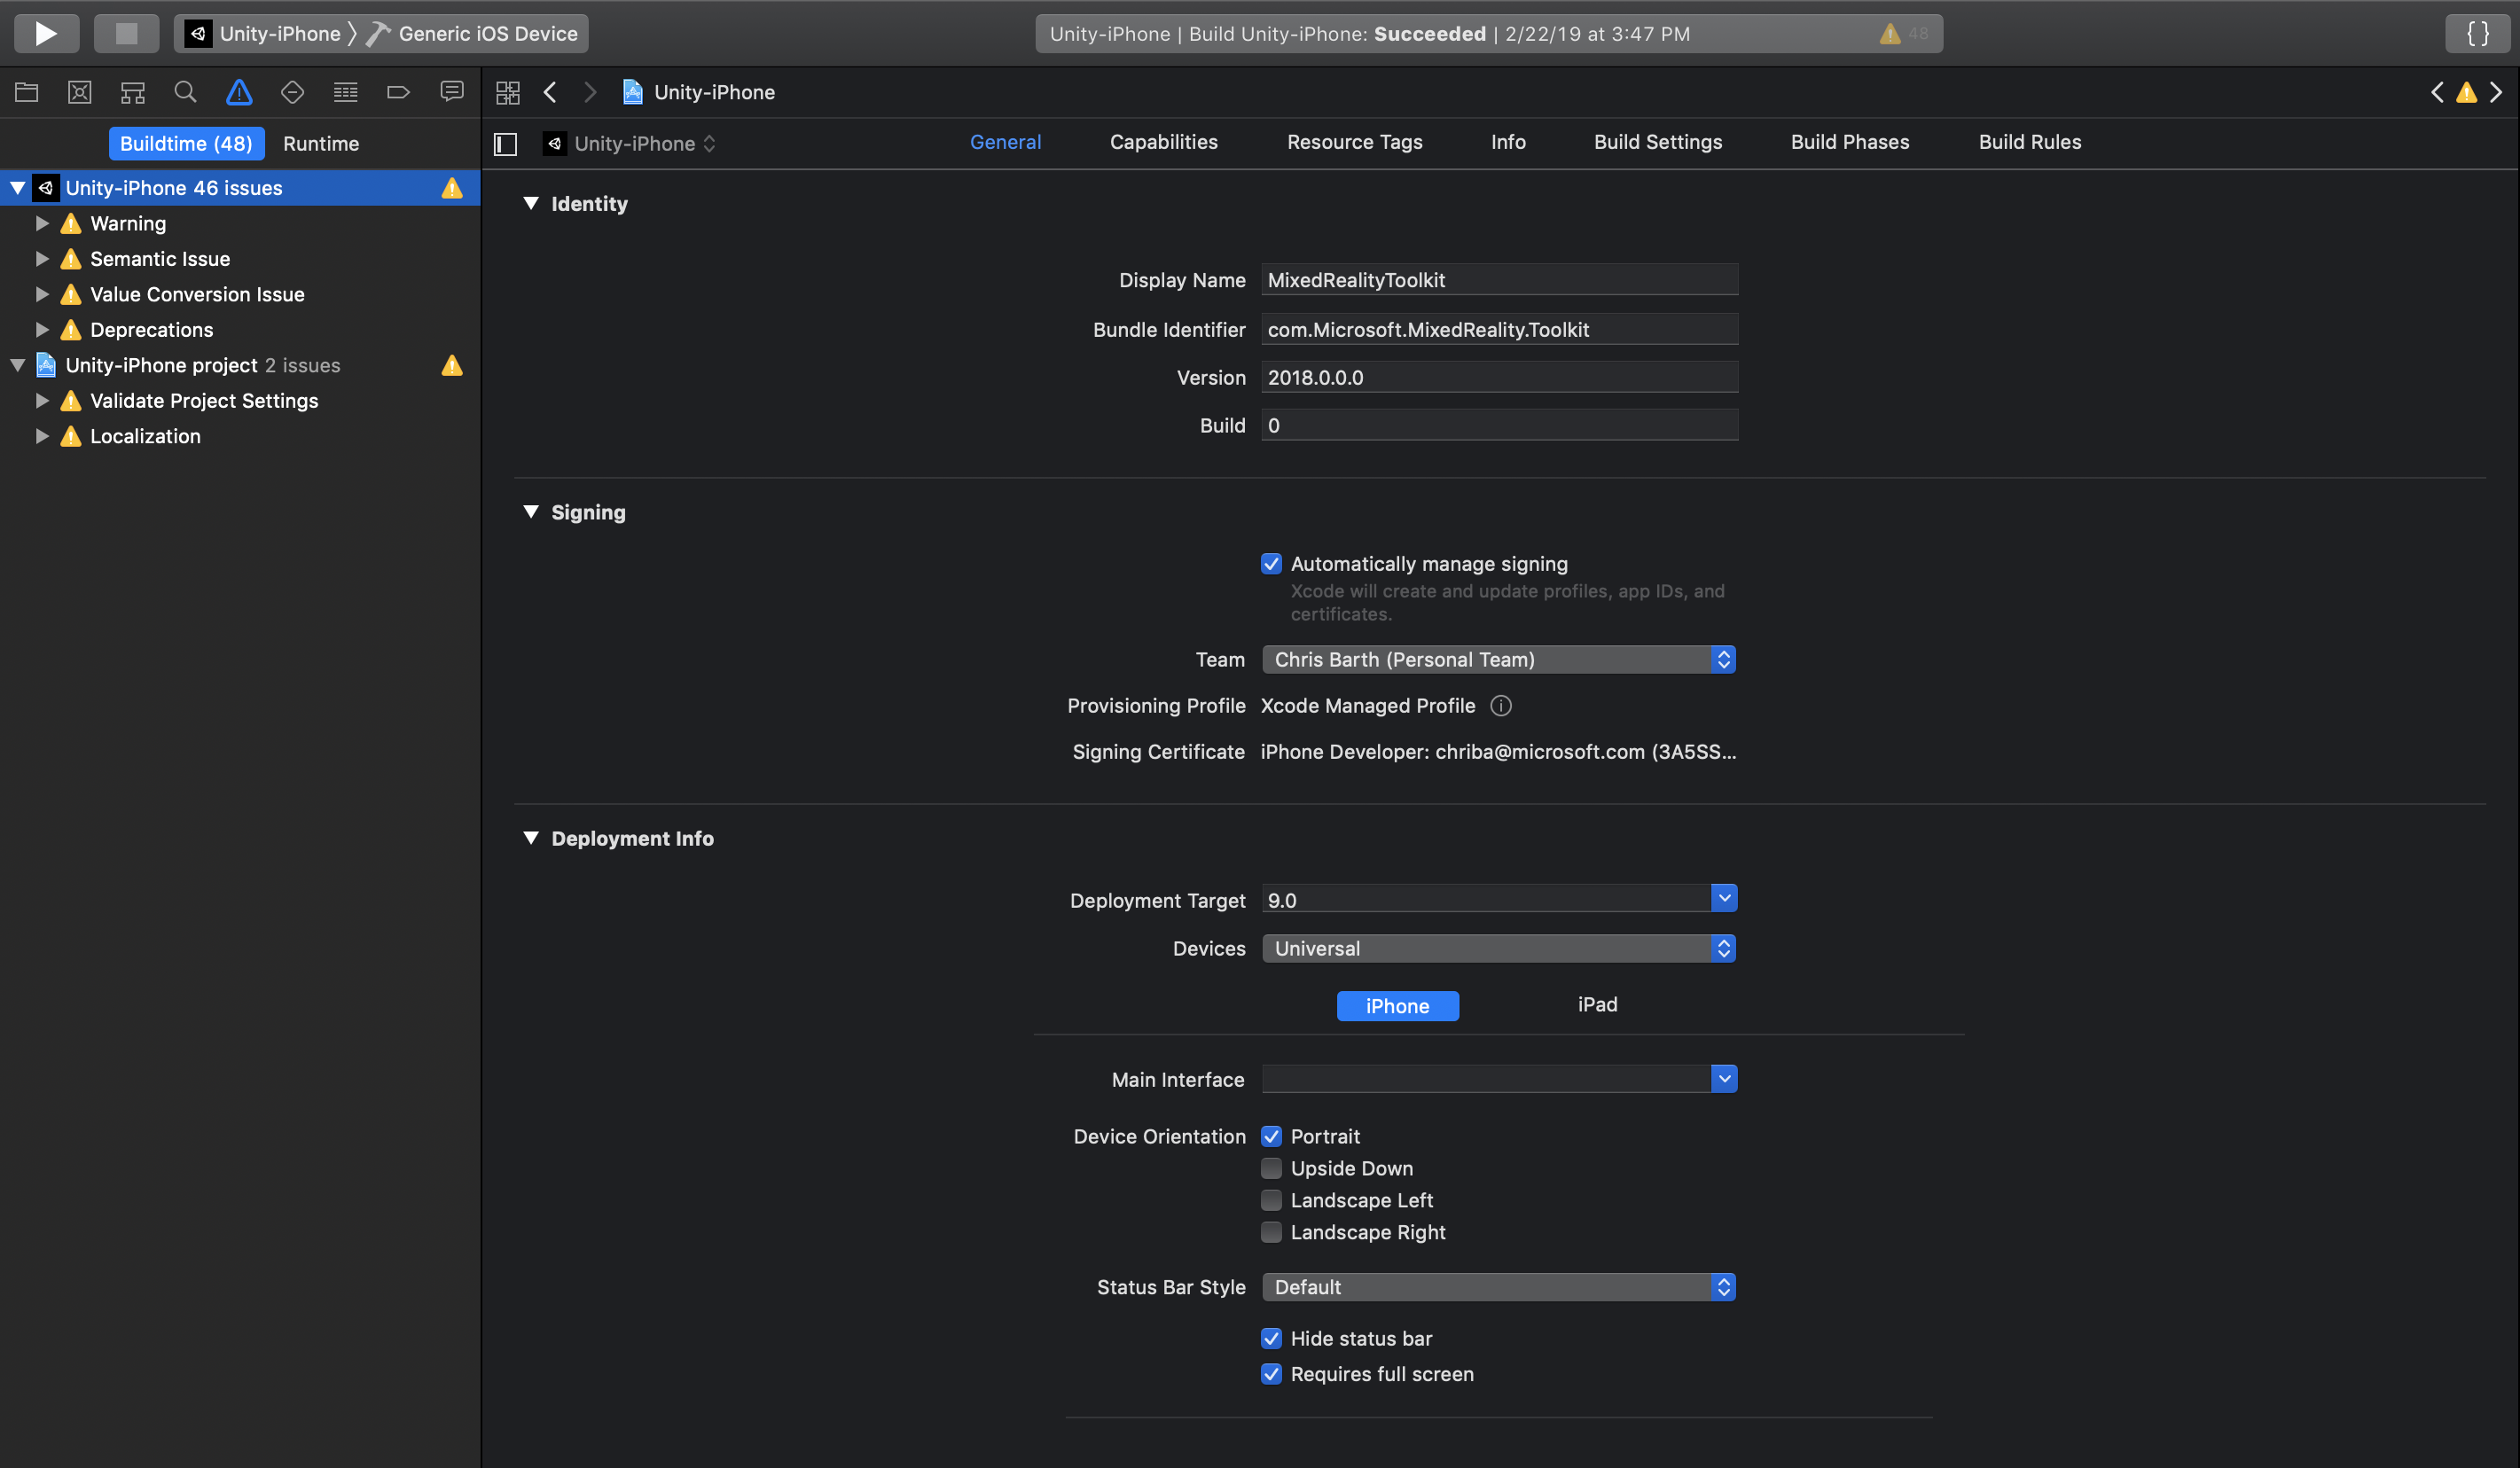 Unity-iPhone
Generic iOS Device
Unity-iPhone | Build Unity-iPhone: Succeeded | 2/22/19 at 3:47 PM
48
{ }
Unity-iPhone
Buildtime (48)
Runtime
Unity-iPhone
General
Capabilities
Resource Tags
Info
Build Settings
Build Phases
Build Rules
Unity-iPhone 46 issues
Warning
Semantic Issue
Value Conversion Issue
Deprecations
Unity-iPhone project 2 issues
Validate Project Settings
Localization
Identity
Display Name MixedRealityToolkit
Bundle Identifier com.Microsoft.MixedReality.Toolkit
Version 2018.0.0.0
Build 0
Signing
Automatically manage signing
Xcode will create and update profiles, app IDs, and
certificates.
Team Chris Barth (Personal Team)
Provisioning Profile Xcode Managed Profile
Signing Certificate iPhone Developer: chriba@microsoft.com (3A5SS...
Deployment Info
Deployment Target 9.0
Devices Universal
iPhone
iPad
Main Interface
Device Orientation Portrait
Upside Down
Landscape Left
Landscape Right
Status Bar Style Default
Hide status bar
Requires full screen